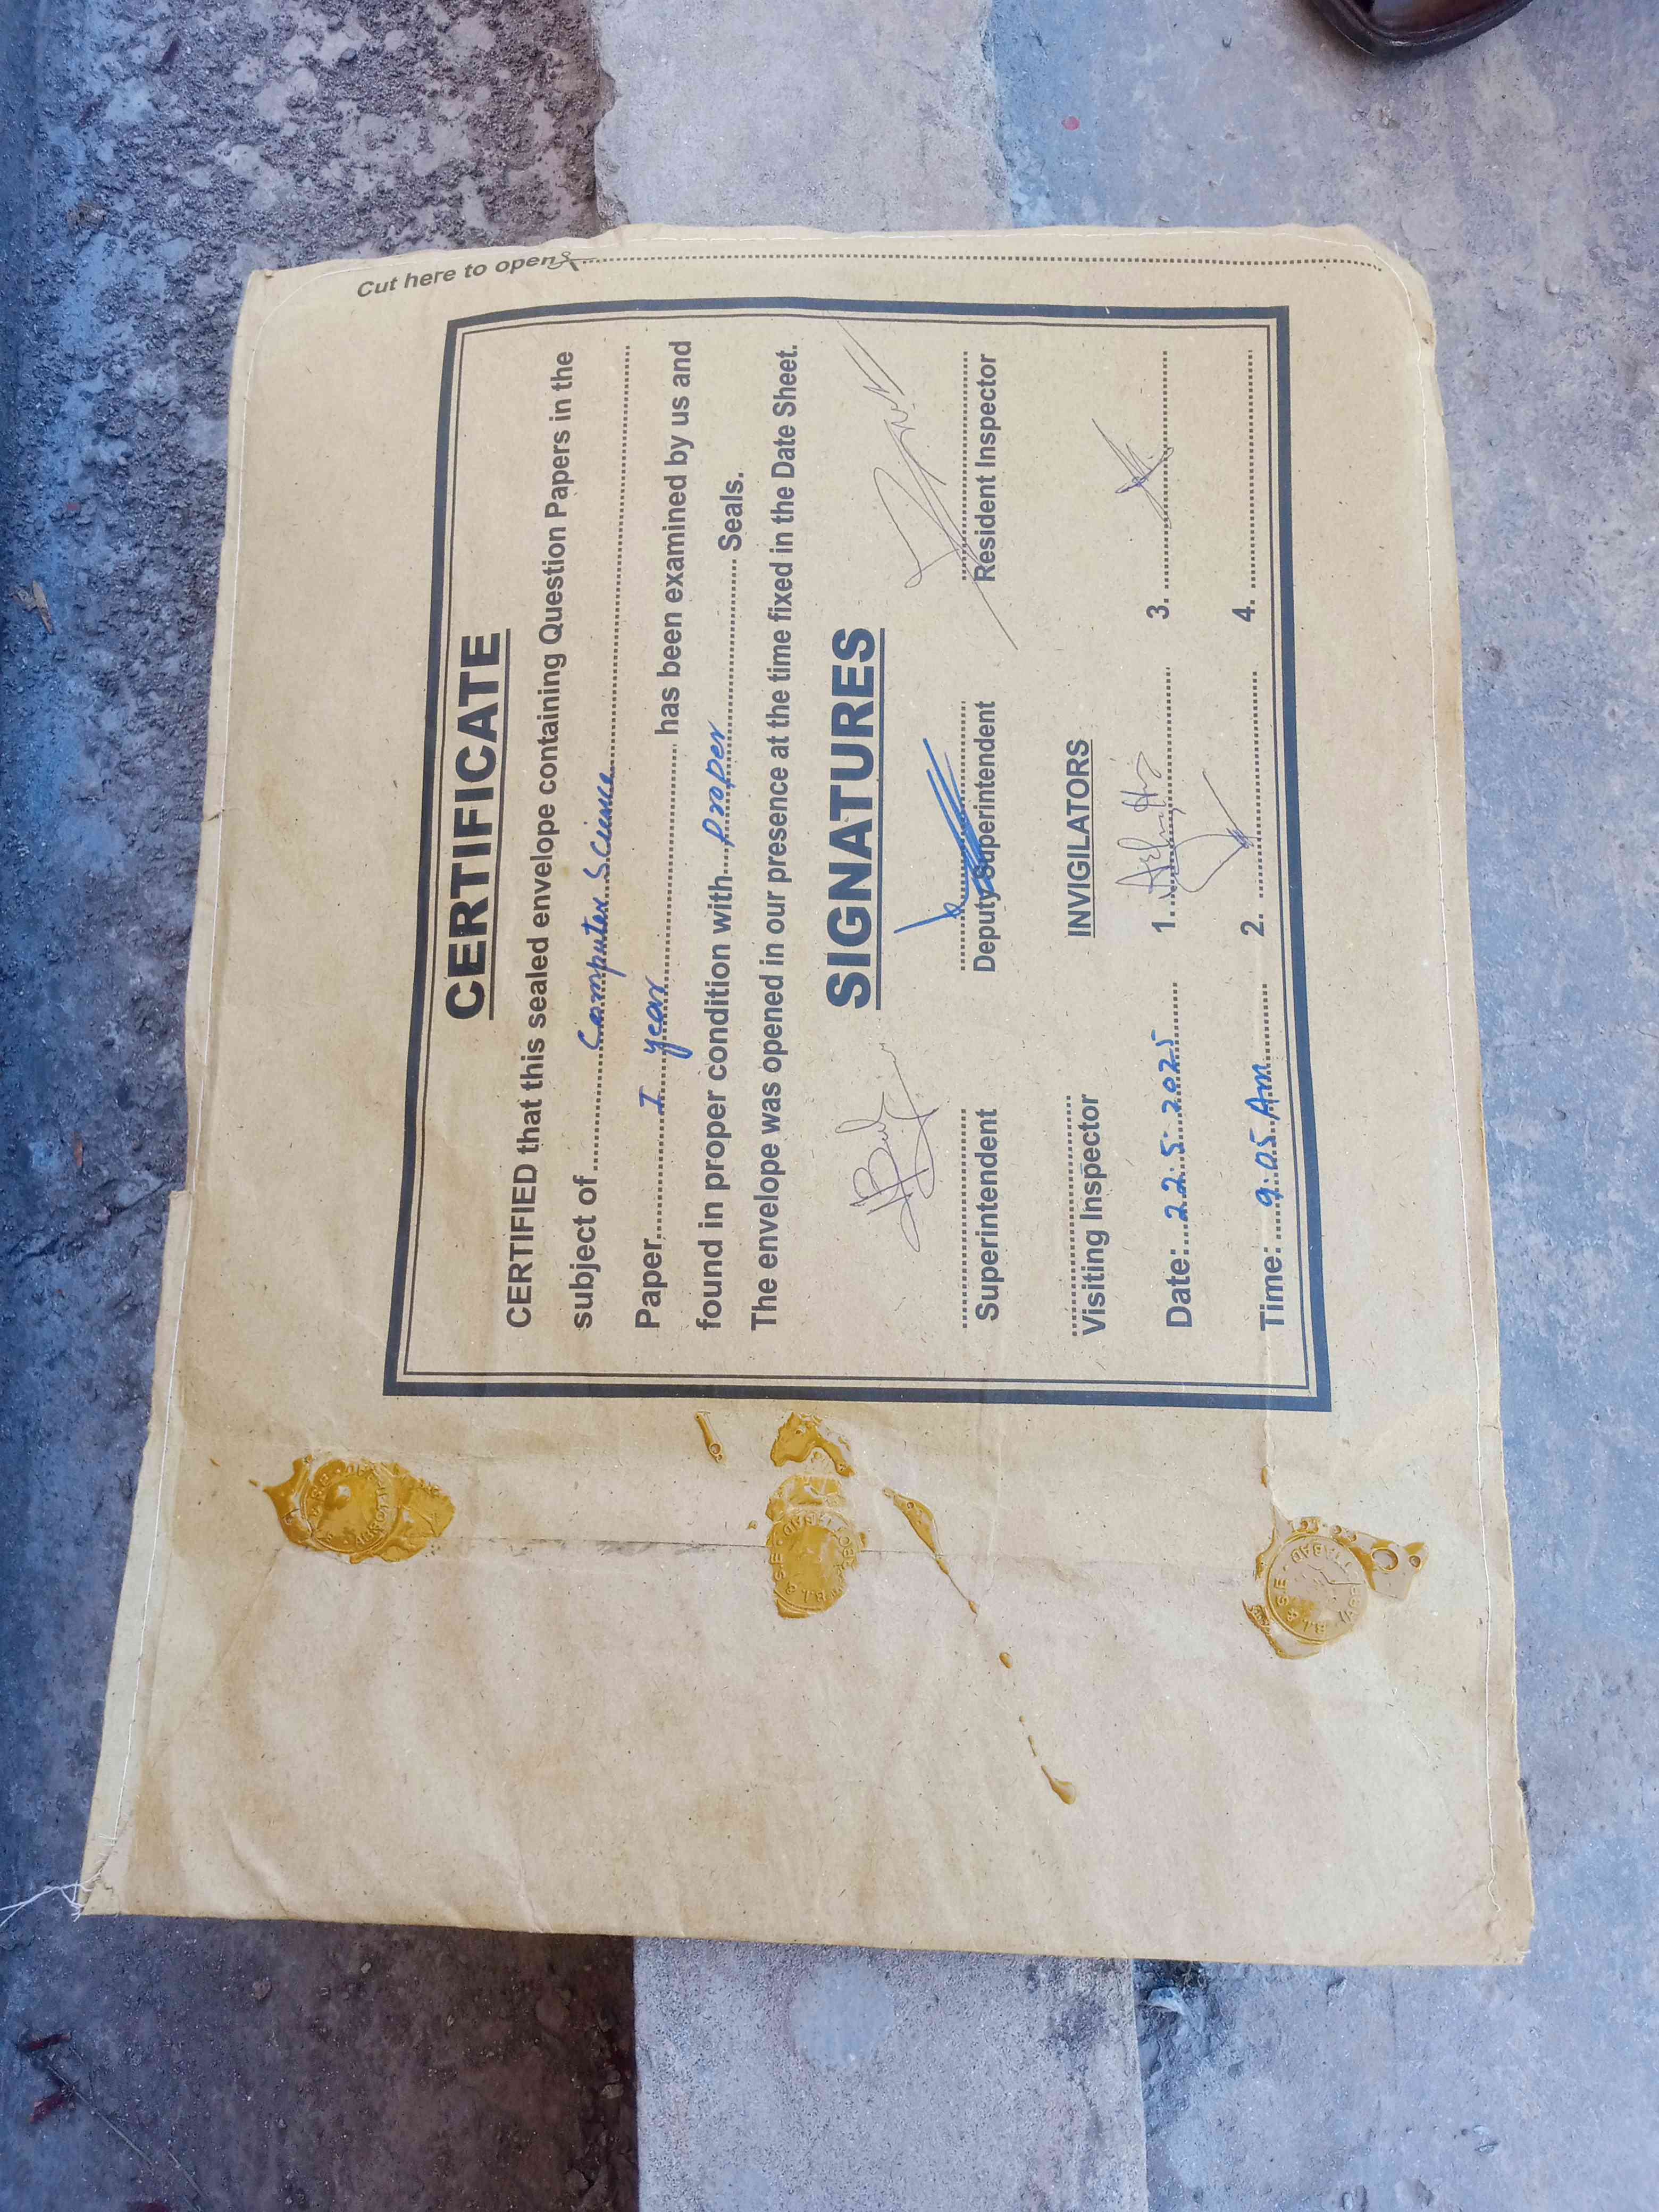 Cut here to open
CERTIFICATE
CERTIFIED that this sealed envelope containing Question Papers in the
subject of ........ Computer Science ........
Paper ........ I year ........ has been examined by us and
found in proper condition with ........ proper ........ Seals.
The envelope was opened in our presence at the time fixed in the Date Sheet.
SIGNATURES
Superintendent Deputy Superintendent Resident Inspector
Visiting Inspector INVIGILATORS
Date: 22.5.2025 1. 3.
Time: 9:05 Am 2. 4.
B.I. & S.E
B.I. & S.E